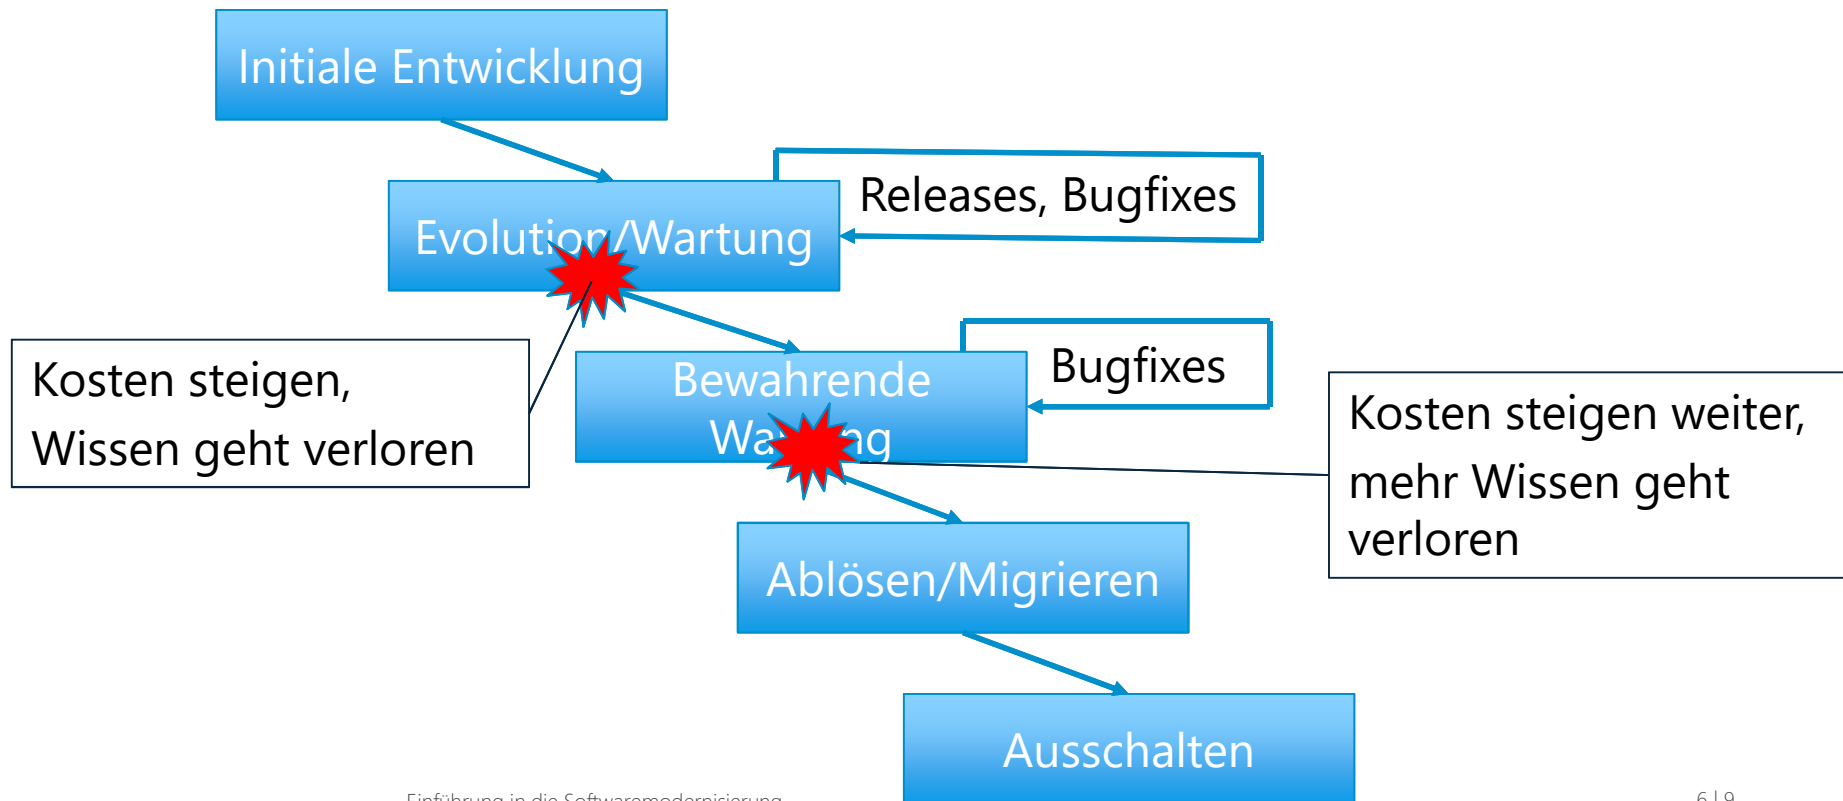 Initiale Entwicklung
Releases, Bugfixes
Evolution/Wartung
Bugfixes
Kosten steigen,
Wissen geht verloren
Bewahrende
Wartung
Kosten steigen weiter,
mehr Wissen geht
verloren
Ablösen/Migrieren
Ausschalten
Einführung in die Softwaremodernisierung
6 | 9